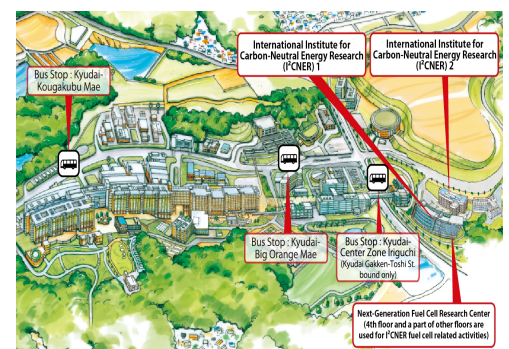 International Institute for
Carbon-Neutral Energy Research
(I²CNER) 1
International Institute for
Carbon-Neutral Energy Research
(I²CNER) 2
Bus Stop : Kyudai-
Kougakubu Mae
Bus Stop : Kyudai-
Big Orange Mae
Bus Stop : Kyudai-
Center Zone Iriguchi
(Kyudai Gakken-Toshi St.
bound only)
Next-Generation Fuel Cell Research Center
(4th floor and a part of other floors are
used for I²CNER fuel cell related activities)